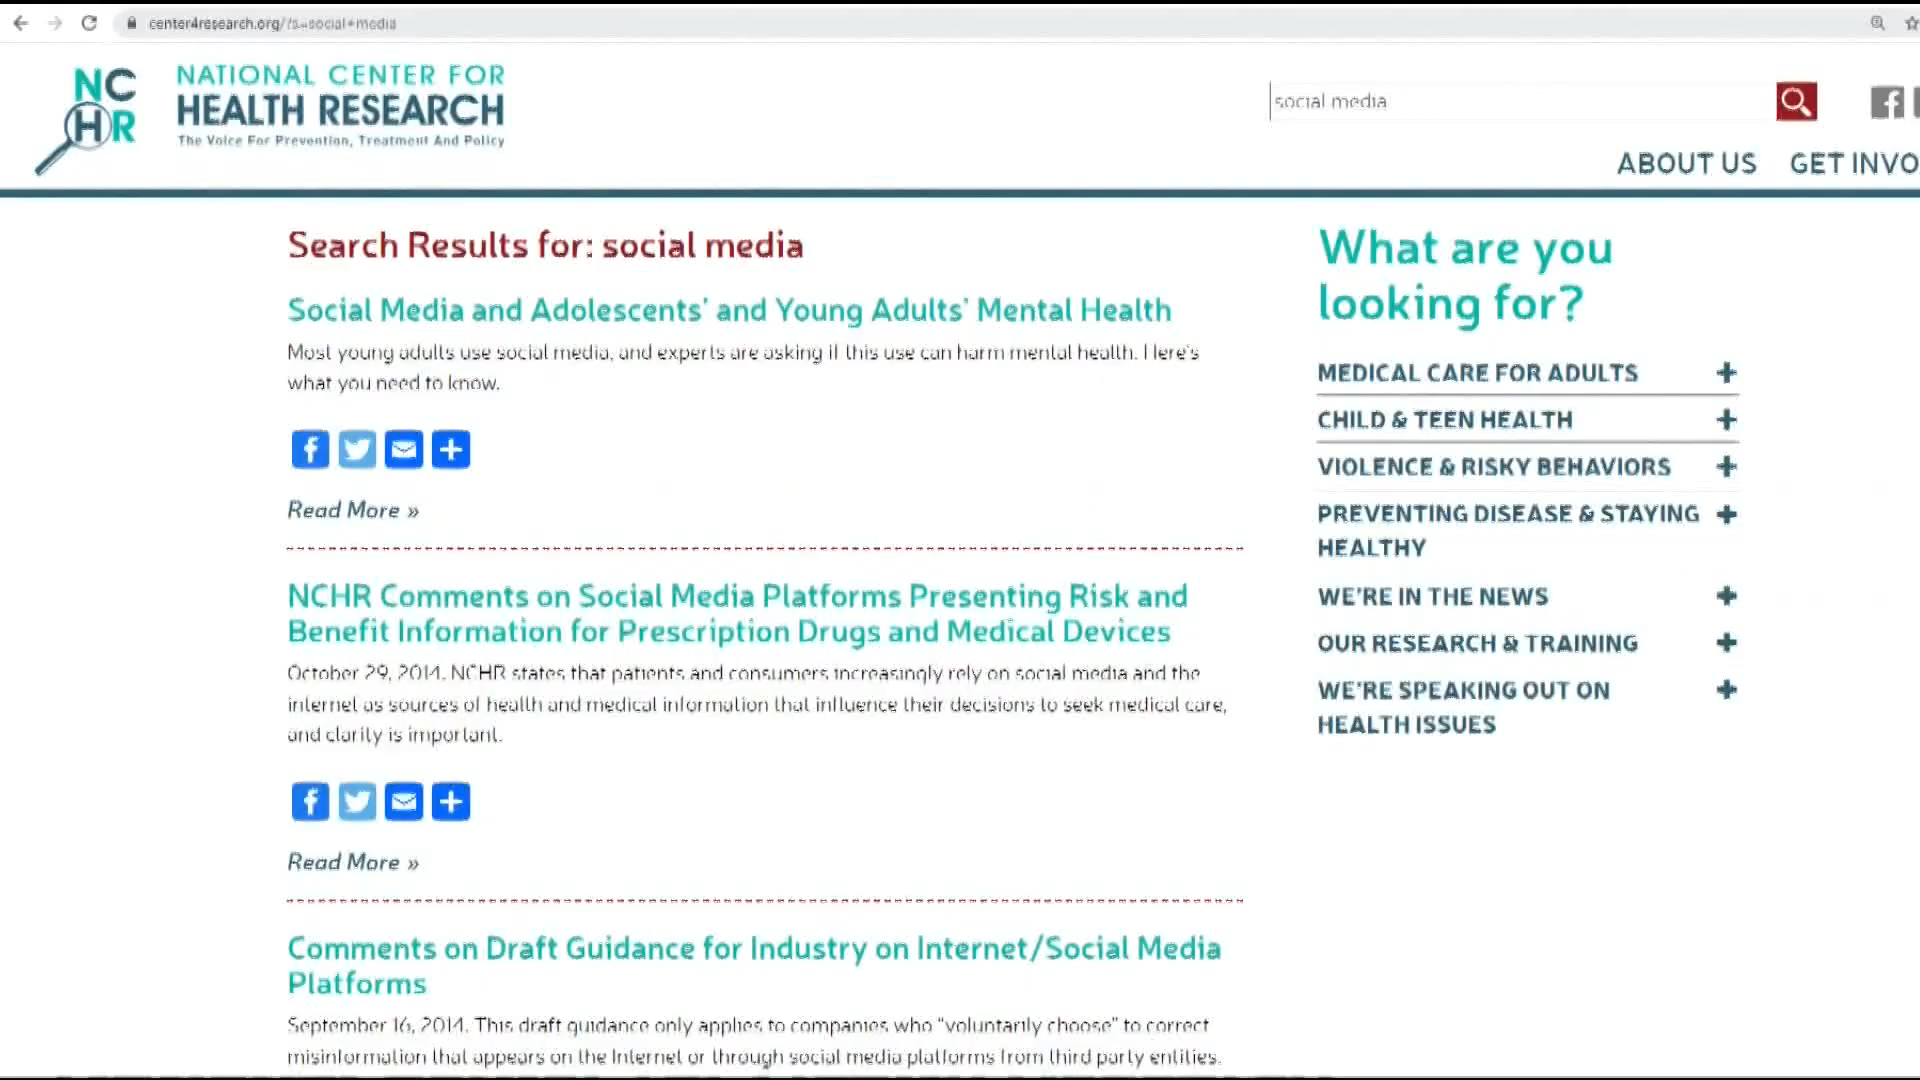 center4research.org/?s=social+media
NC
HR
NATIONAL CENTER FOR
HEALTH RESEARCH
The Voice For Prevention, Treatment And Policy
social media
ABOUT US
GET INVO
Search Results for: social media
Social Media and Adolescents' and Young Adults' Mental Health
Most young adults use social media, and experts are asking if this use can harm mental health. Here's
what you need to know.
Read More »
NCHR Comments on Social Media Platforms Presenting Risk and
Benefit Information for Prescription Drugs and Medical Devices
October 29, 2014. NCHR states that patients and consumers increasingly rely on social media and the
internet as sources of health and medical information that influence their decisions to seek medical care,
and clarity is important.
Read More »
Comments on Draft Guidance for Industry on Internet/Social Media
Platforms
September 16, 2014. This draft guidance only applies to companies who “voluntarily choose” to correct
misinformation that appears on the Internet or through social media platforms from third party entities.
What are you
looking for?
MEDICAL CARE FOR ADULTS
CHILD & TEEN HEALTH
VIOLENCE & RISKY BEHAVIORS
PREVENTING DISEASE & STAYING
HEALTHY
WE'RE IN THE NEWS
OUR RESEARCH & TRAINING
WE'RE SPEAKING OUT ON
HEALTH ISSUES